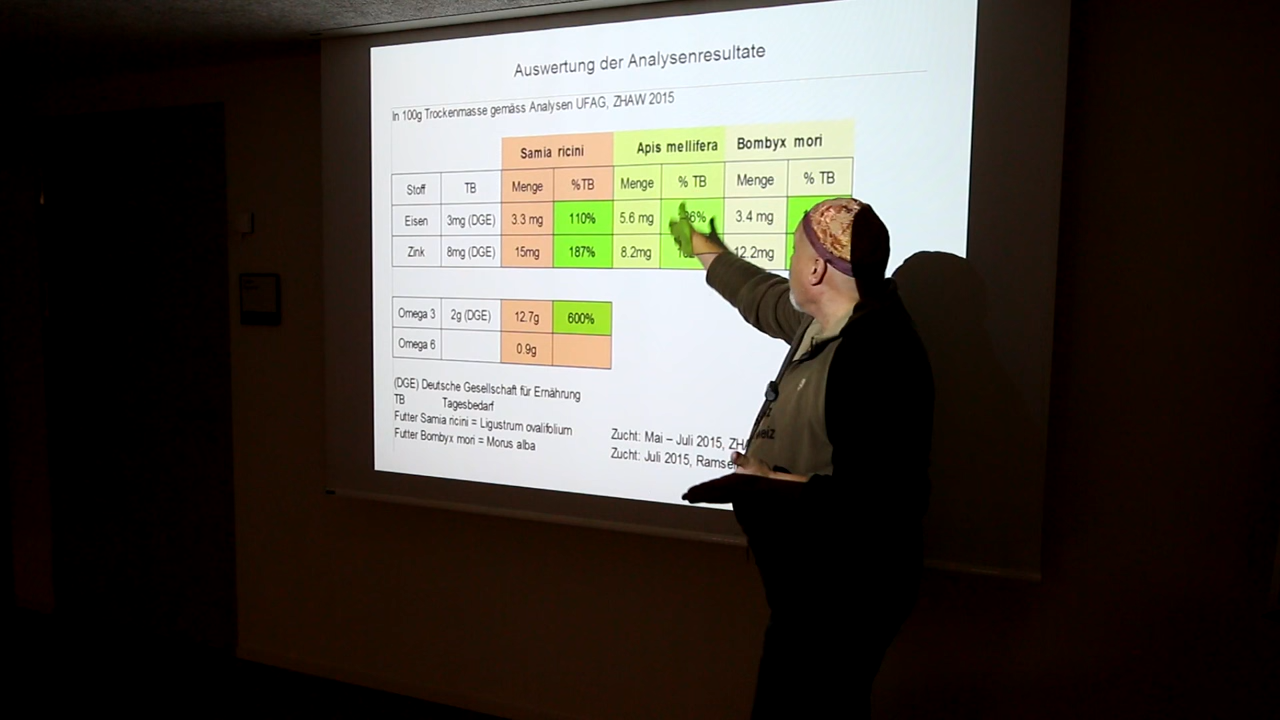 Auswertung der Analysenresultate
In 100g Trockenmasse gemäss Analysen UFAG, ZHAW 2015
Samia ricini Apis mellifera Bombyx mori
Stoff TB Menge %TB Menge % TB Menge % TB
Eisen 3mg (DGE) 3.3 mg 110% 5.6 mg 3.4 mg
Zink 8mg (DGE) 15mg 187% 8.2mg 12.2mg
Omega 3 2g (DGE) 12.7g 600%
Omega 6 0.9g
(DGE) Deutsche Gesellschaft für Ernährung
TB Tagesbedarf
Futter Samia ricini = Ligustrum ovalifolium
Futter Bombyx mori = Morus alba
Zucht: Mai – Juli 2015,
Zucht: Juli 2015,